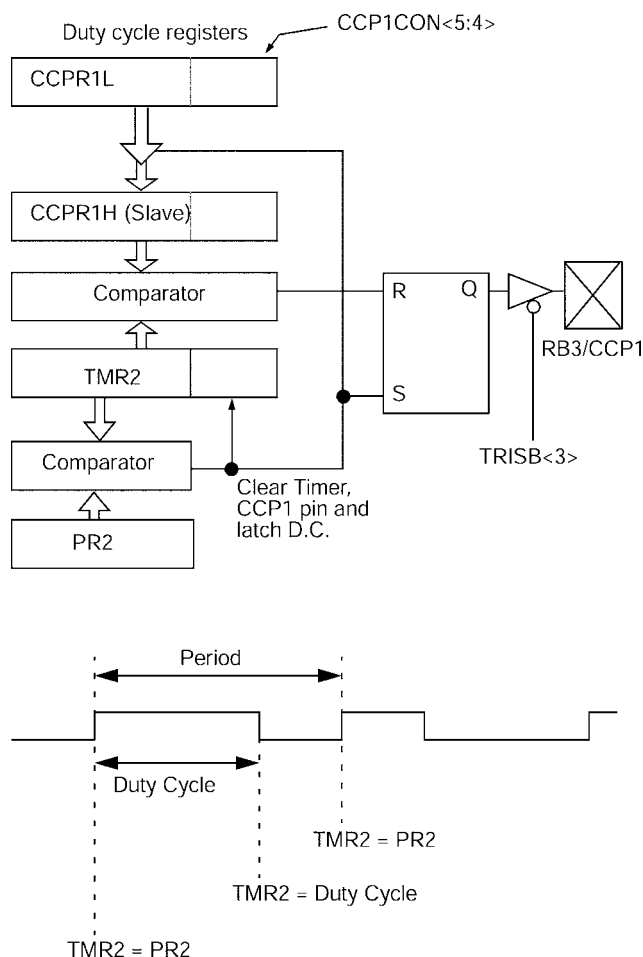 CCP1CON<5:4>
Duty cycle registers
CCPR1L
CCPR1H (Slave)
Comparator
R
Q
RB3/CCP1
TMR2
S
Comparator
TRISB<3>
Clear Timer,
CCP1 pin and
latch D.C.
PR2
Period
Duty Cycle
TMR2 = PR2
TMR2 = Duty Cycle
TMR2 = PR2